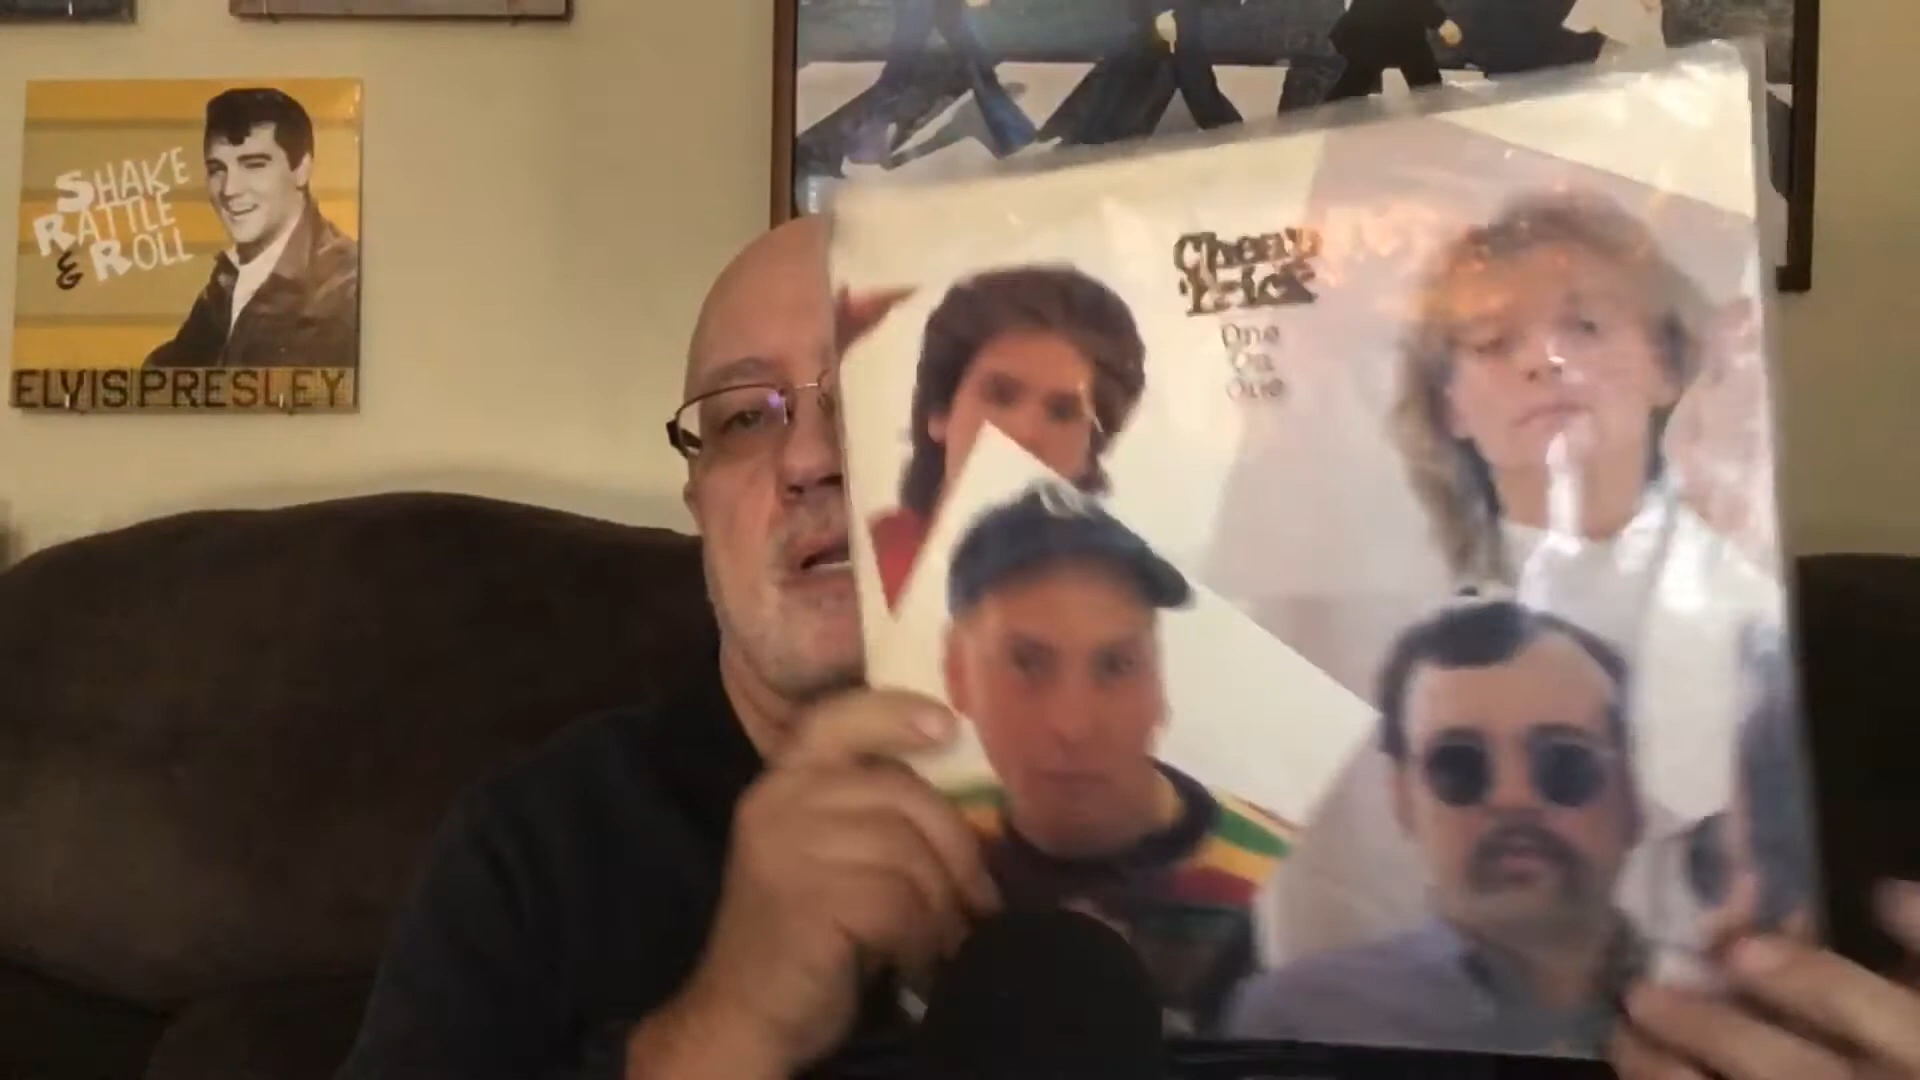 SHAKE
RATTLE
& ROLL
ELVIS PRESLEY
Cheap
Trick
One
On
One